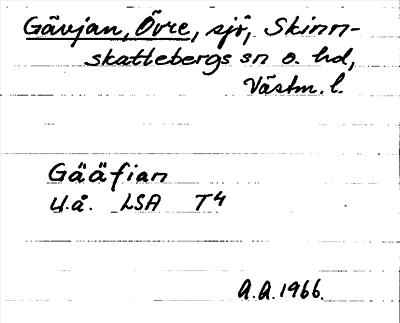 Gävjan, Övre, sjö, Skinn-
skattebergs sn o. hd,
Västm. l.
Gääfian
U.å. LSA T4
A.A. 1966.